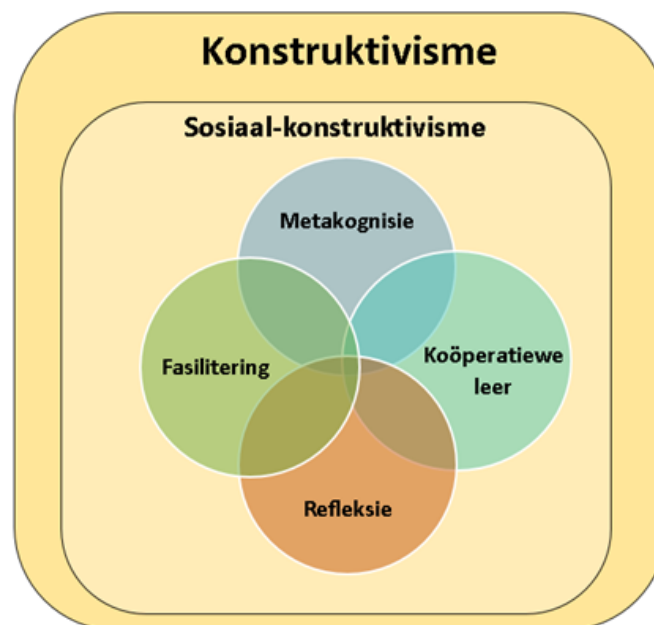 Konstruktivisme
Sosiaal-konstruktivisme
Metakognisie
Fasilitering
Koöperatiewe
leer
Refleksie